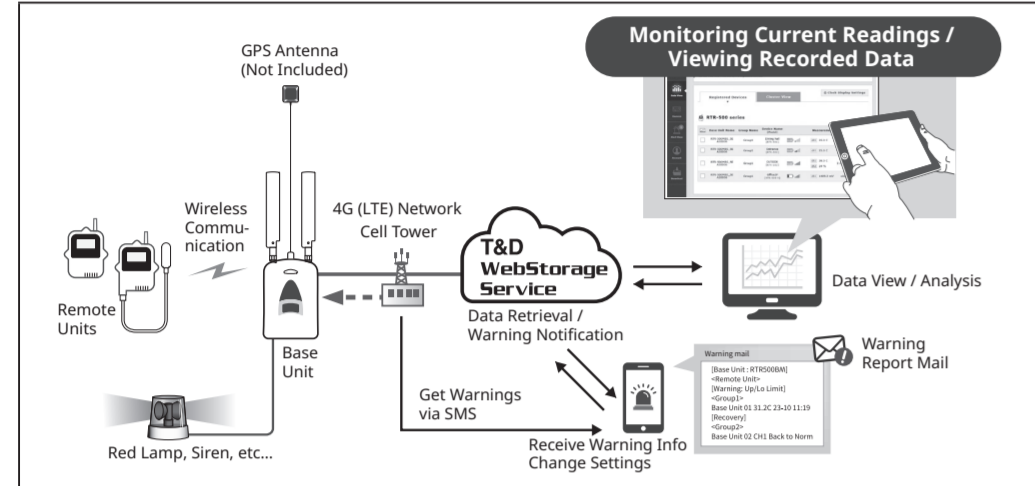 Monitoring Current Readings /
Viewing Recorded Data
GPS Antenna
(Not Included)
Registered Devices
RTR-500 series
Wireless
Commu-
nication
4G (LTE) Network
Cell Tower
T&D
WebStorage
Service
Data View / Analysis
Remote
Units
Base
Unit
Data Retrieval /
Warning Notification
Warning
Report Mail
Warning mail
[Base Unit : RTR500BM]
<Remote Unit>
[Warning: Up/Lo Limit]
<Group1>
Base Unit 01 31.2C 23-10 11:19
[Recovery]
<Group2>
Base Unit 02 CH1 Back to Norm
Get Warnings
via SMS
Red Lamp, Siren, etc...
Receive Warning Info
Change Settings